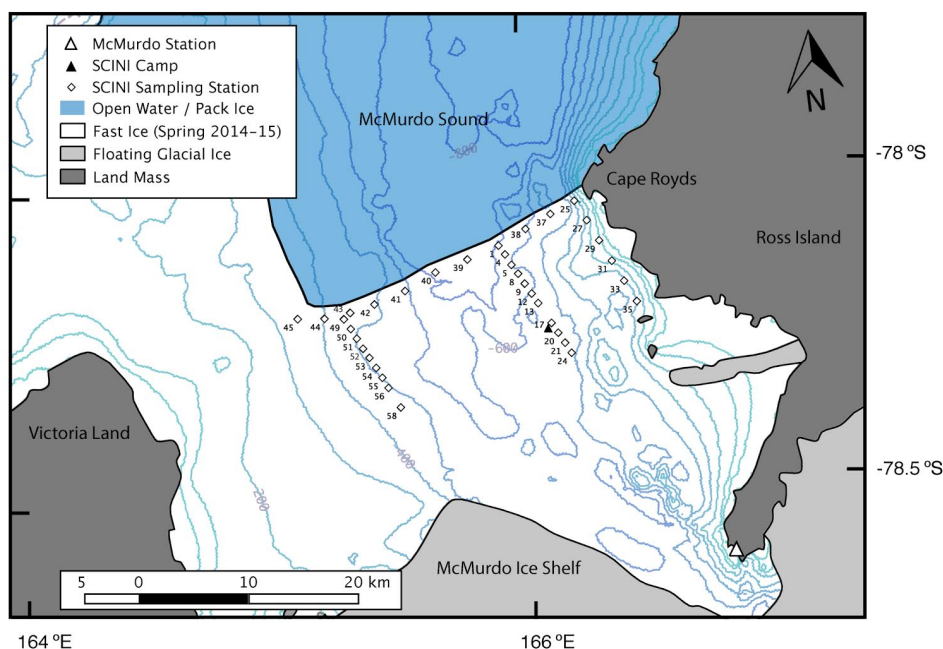 McMurdo Station
SCINI Camp
SCINI Sampling Station
Open Water / Pack Ice
Fast Ice (Spring 2014-15)
Floating Glacial Ice
Land Mass
McMurdo Sound
-800
N
-78 º
Cape Royds
Ross Island
25
37
38
27
29
31
33
35
1
4
5
8
9
12
13
17
20
21
24
39
40
41
42
43
44
45
49
50
51
52
53
54
55
56
58
-600
-400
-200
Victoria Land
-78.5 ºS
McMurdo Ice Shelf
5 0 10 20 km
164 ºE
166 ºE